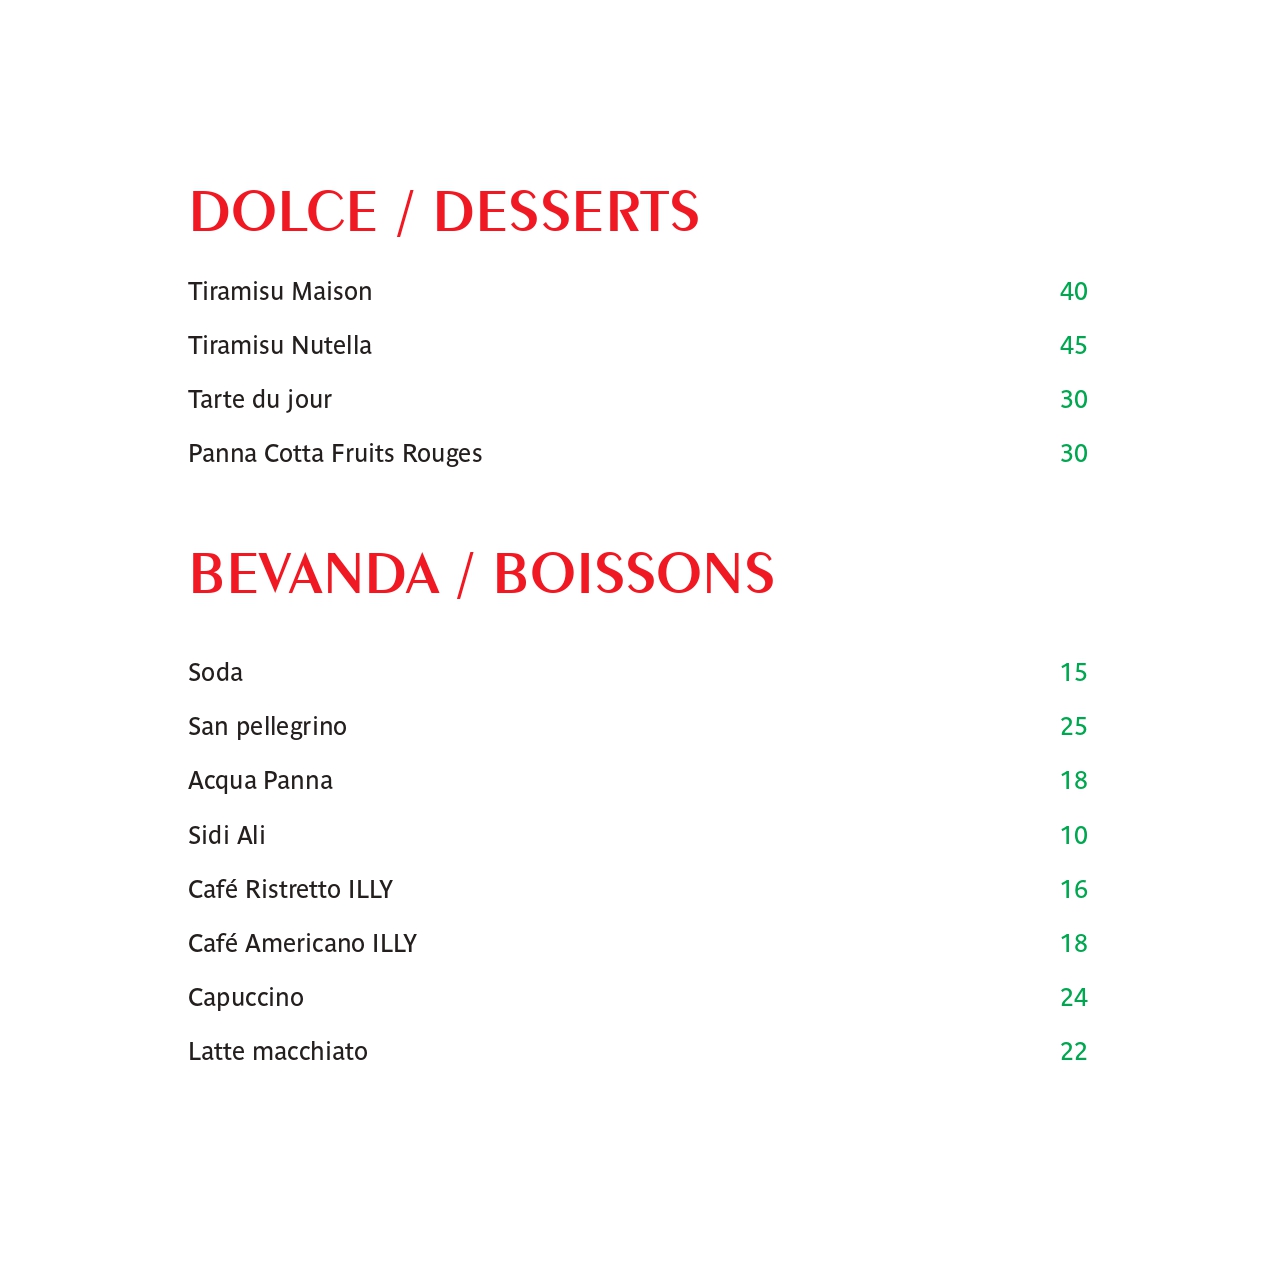 DOLCE / DESSERTS
Tiramisu Maison 40
Tiramisu Nutella 45
Tarte du jour 30
Panna Cotta Fruits Rouges 30
BEVANDA / BOISSONS
Soda 15
San pellegrino 25
Acqua Panna 18
Sidi Ali 10
Café Ristretto ILLY 16
Café Americano ILLY 18
Capuccino 24
Latte macchiato 22